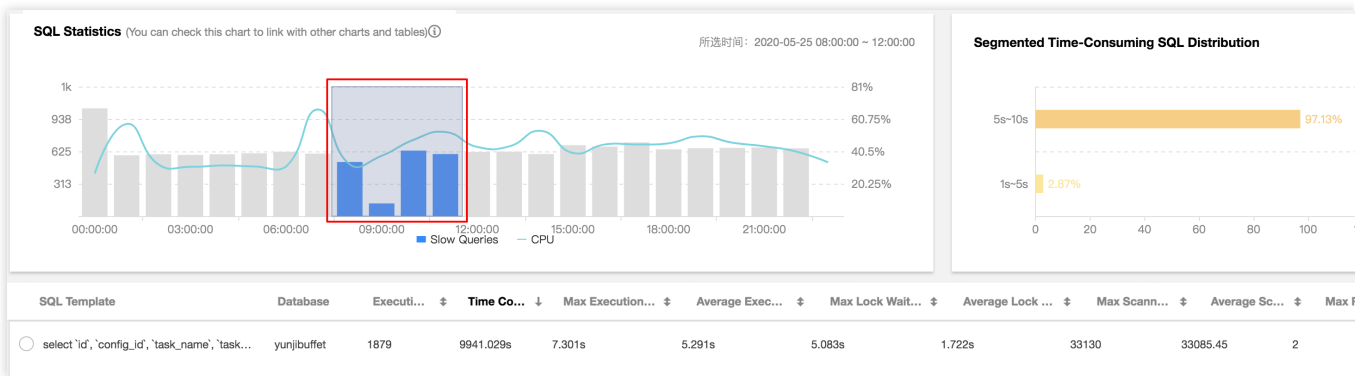 SQL Statistics (You can check this chart to link with other charts and tables)
所选时间：2020-05-25 08:00:00 ~ 12:00:00
1k
938
625
313
81%
60.75%
40.5%
20.25%
00:00:00 03:00:00 06:00:00 09:00:00 12:00:00 15:00:00 18:00:00 21:00:00
Slow Queries CPU
Segmented Time-Consuming SQL Distribution
5s~10s 97.13%
1s~5s 2.87%
0 20 40 60 80 100
SQL Template Database Executi... Time Co... Max Execution... Average Exec... Max Lock Wait... Average Lock ... Max Scann... Average Sc... Max
select `id`, `config_id`, `task_name`, `task... yunjibuffet 1879 9941.029s 7.301s 5.291s 5.083s 1.722s 33130 33085.45 2